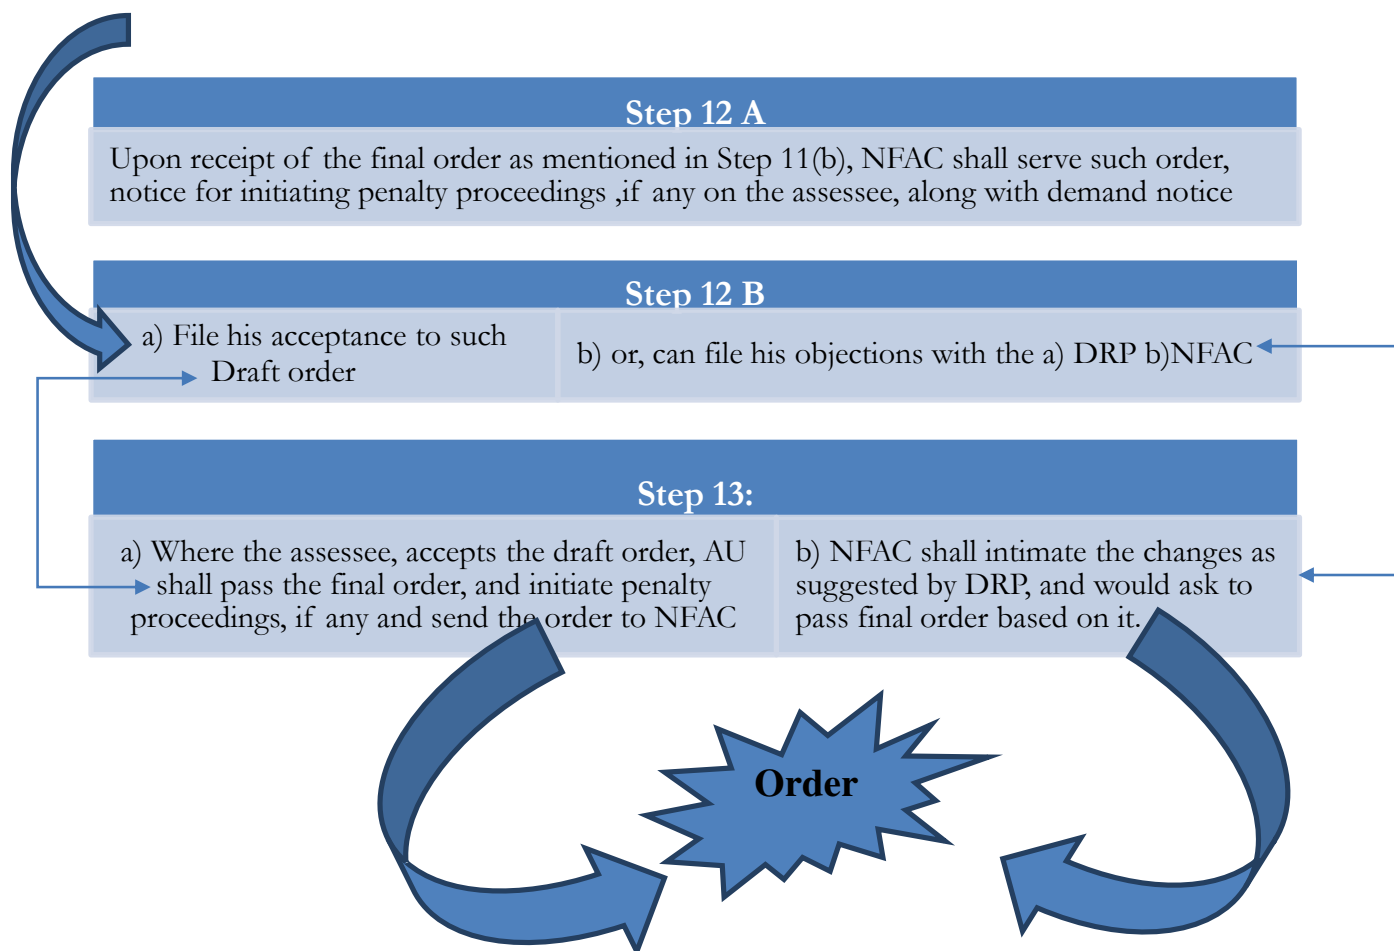 Step 12 A
Upon receipt of the final order as mentioned in Step 11(b), NFAC shall serve such order,
notice for initiating penalty proceedings ,if any on the assessee, along with demand notice
Step 12 B
a) File his acceptance to such
Draft order
b) or, can file his objections with the a) DRP b)NFAC
Step 13:
a) Where the assessee, accepts the draft order, AU
shall pass the final order, and initiate penalty
proceedings, if any and send the order to NFAC
b) NFAC shall intimate the changes as
suggested by DRP, and would ask to
pass final order based on it.
Order